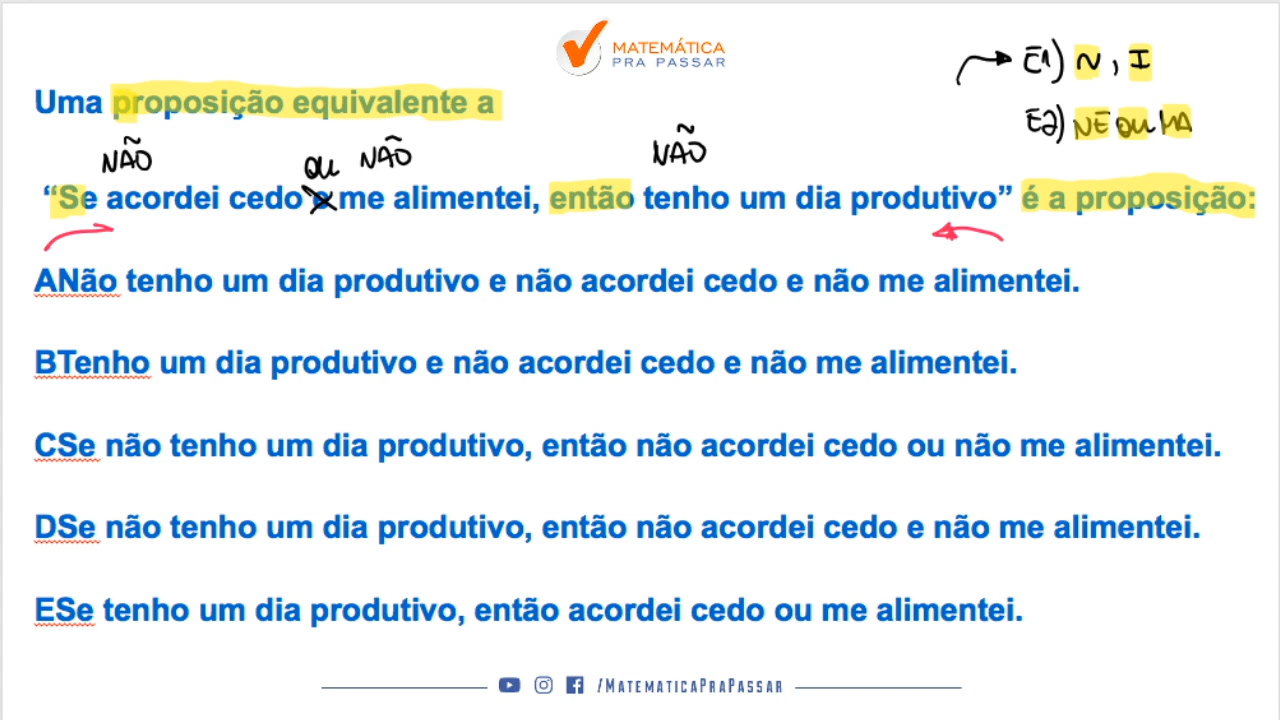 MATEMÁTICA
PRA PASSAR
E1) N, I
Uma proposição equivalente a
E2) NE OU MA
NÃO OU NÃO NÃO
“Se acordei cedo e me alimentei, então tenho um dia produtivo” é a proposição:
ANão tenho um dia produtivo e não acordei cedo e não me alimentei.
BTenho um dia produtivo e não acordei cedo e não me alimentei.
CSe não tenho um dia produtivo, então não acordei cedo ou não me alimentei.
DSe não tenho um dia produtivo, então não acordei cedo e não me alimentei.
ESe tenho um dia produtivo, então acordei cedo ou me alimentei.
/MATEMATICAPRAPASSAR